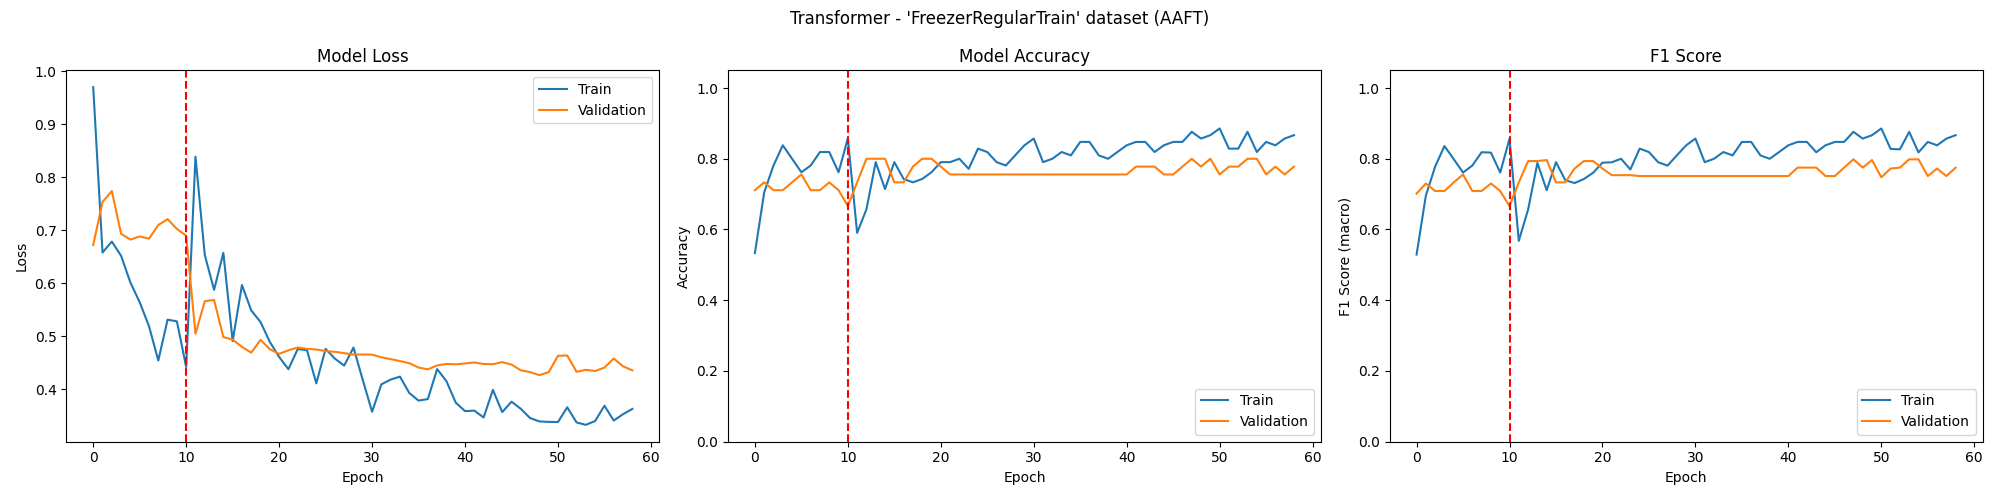 Transformer - 'FreezerRegularTrain' dataset (AAFT)
Model Loss
Loss
1.0
0.9
0.8
0.7
0.6
0.5
0.4
Train
Validation
0 10 20 30 40 50 60
Epoch
Model Accuracy
Accuracy
1.0
0.8
0.6
0.4
0.2
0.0
Train
Validation
0 10 20 30 40 50 60
Epoch
F1 Score
F1 Score (macro)
1.0
0.8
0.6
0.4
0.2
0.0
Train
Validation
0 10 20 30 40 50 60
Epoch